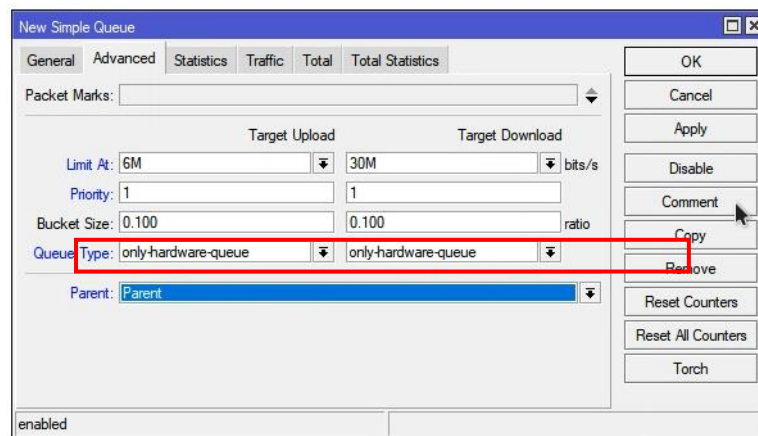 New Simple Queue
General Advanced Statistics Traffic Total Total Statistics
OK
Packet Marks:
Cancel
Target Upload Target Download
Apply
Limit At: 6M 30M bits/s
Disable
Priority: 1 1
Comment
Bucket Size: 0.100 0.100 ratio
Copy
Queue Type: only-hardware-queue only-hardware-queue
Remove
Parent: Parent
Reset Counters
Reset All Counters
Torch
enabled